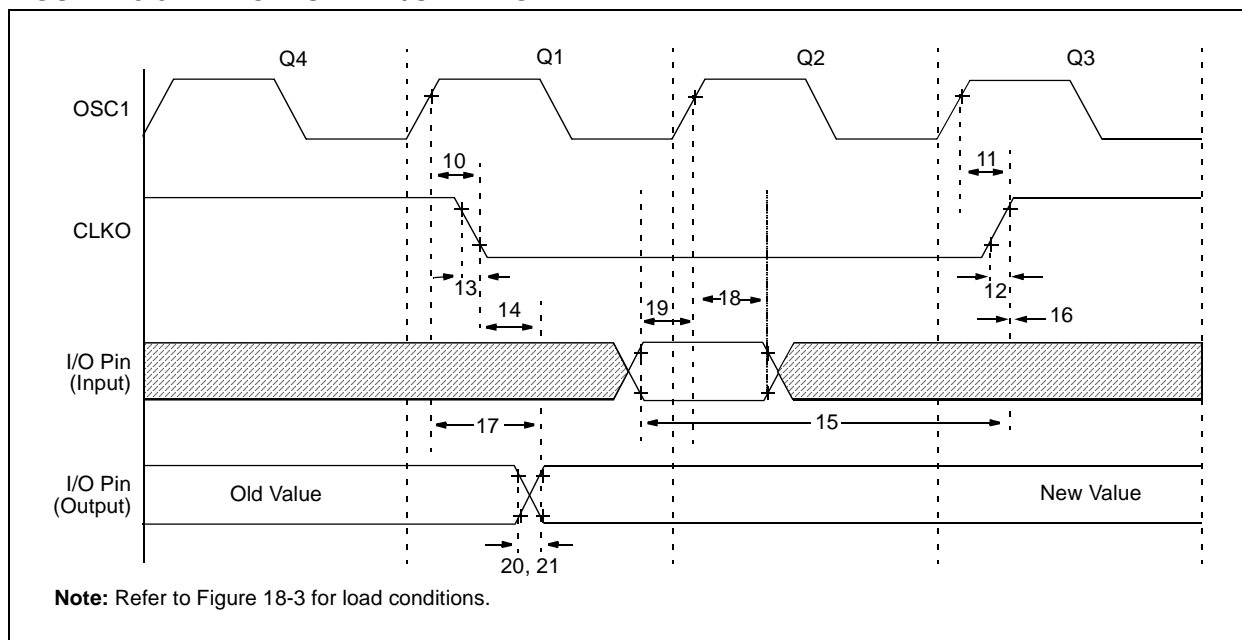 Q4 Q1 Q2 Q3
OSC1
10 11
CLKO
13 12
14 19 18 16
I/O Pin
(Input)
17 15
I/O Pin
(Output)
Old Value New Value
20, 21
Note: Refer to Figure 18-3 for load conditions.